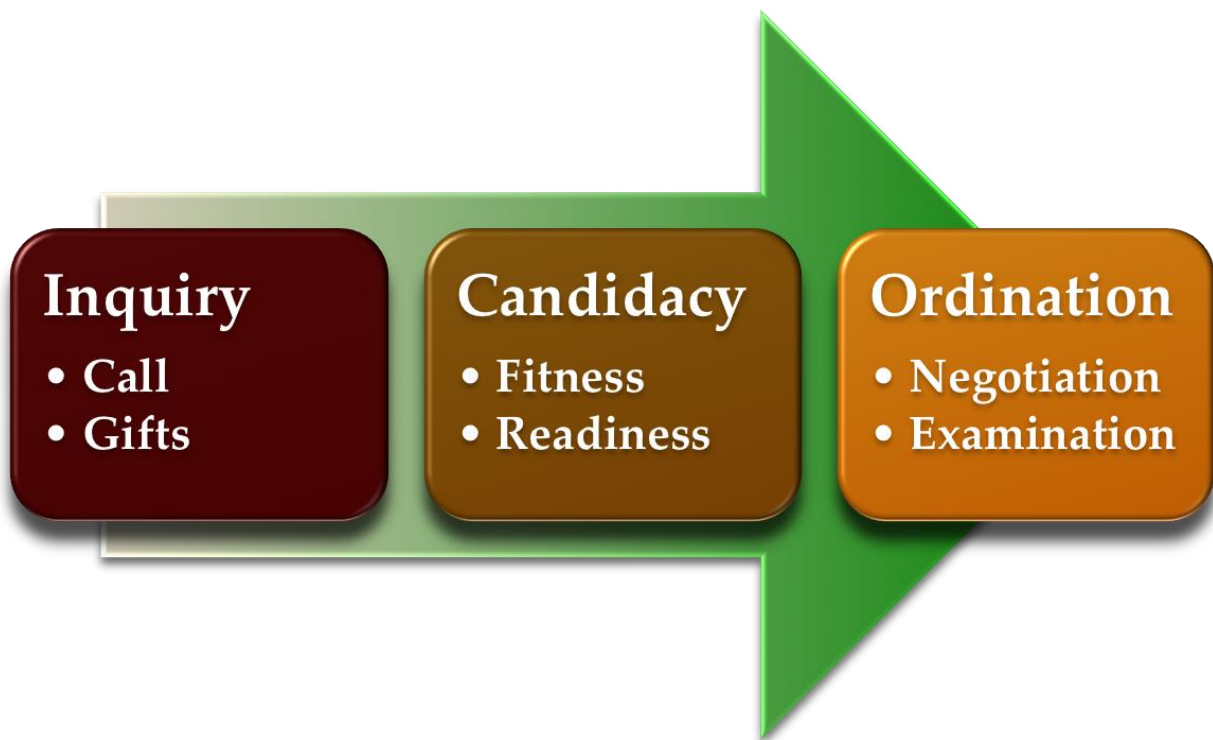 Inquiry
• Call
• Gifts
Candidacy
• Fitness
• Readiness
Ordination
• Negotiation
• Examination